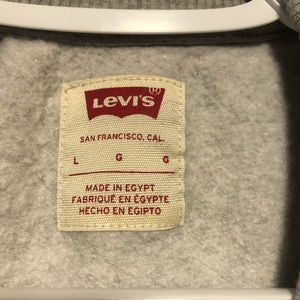 LEVI'S®
SAN FRANCISCO, CAL.
L G G
MADE IN EGYPT
FABRIQUÉ EN ÉGYPTE
HECHO EN EGIPTO